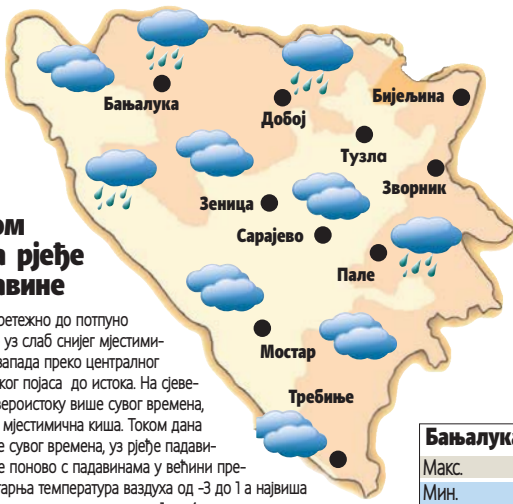 Бањалука
Добој
Бијељина
Тузла
Зворник
Зеница
Сарајево
Пале
Мостар
Требиње
рјеђе
ретежно до потпуно
уз слаб снијег мјестими-
запада преко централног
ког појаса до истока. На сјеве-
вероистоку више сувог времена,
мјестимична киша. Током дана
е сувог времена, уз рјеђе падави-
е поново с падавинама у већини пре-
тарња температура ваздуха од -3 до 1 а највиша
Бањалука
Макс.
Мин.